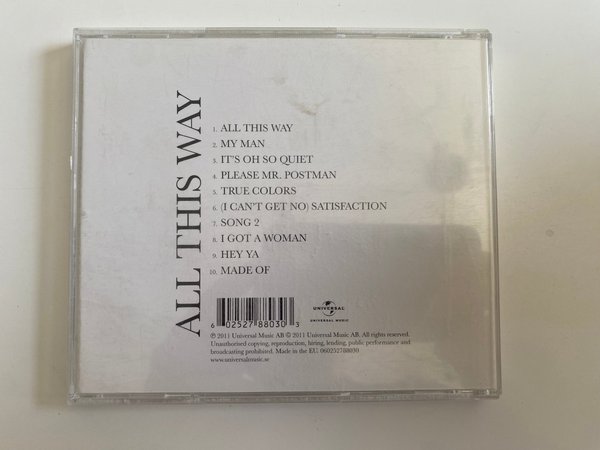 ALL THIS WAY
1. ALL THIS WAY
2. MY MAN
3. IT'S OH SO QUIET
4. PLEASE MR. POSTMAN
5. TRUE COLORS
6. (I CAN'T GET NO) SATISFACTION
7. SONG 2
8. I GOT A WOMAN
9. HEY YA
10. MADE OF
6 02527 88030 3
UNIVERSAL
UNIVERSAL MUSIC
℗ 2011 Universal Music AB © 2011 Universal Music AB. All rights reserved.
Unauthorised copying, reproduction, hiring, lending, public performance and
broadcasting prohibited. Made in the EU. 060252788030
www.universalmusic.se